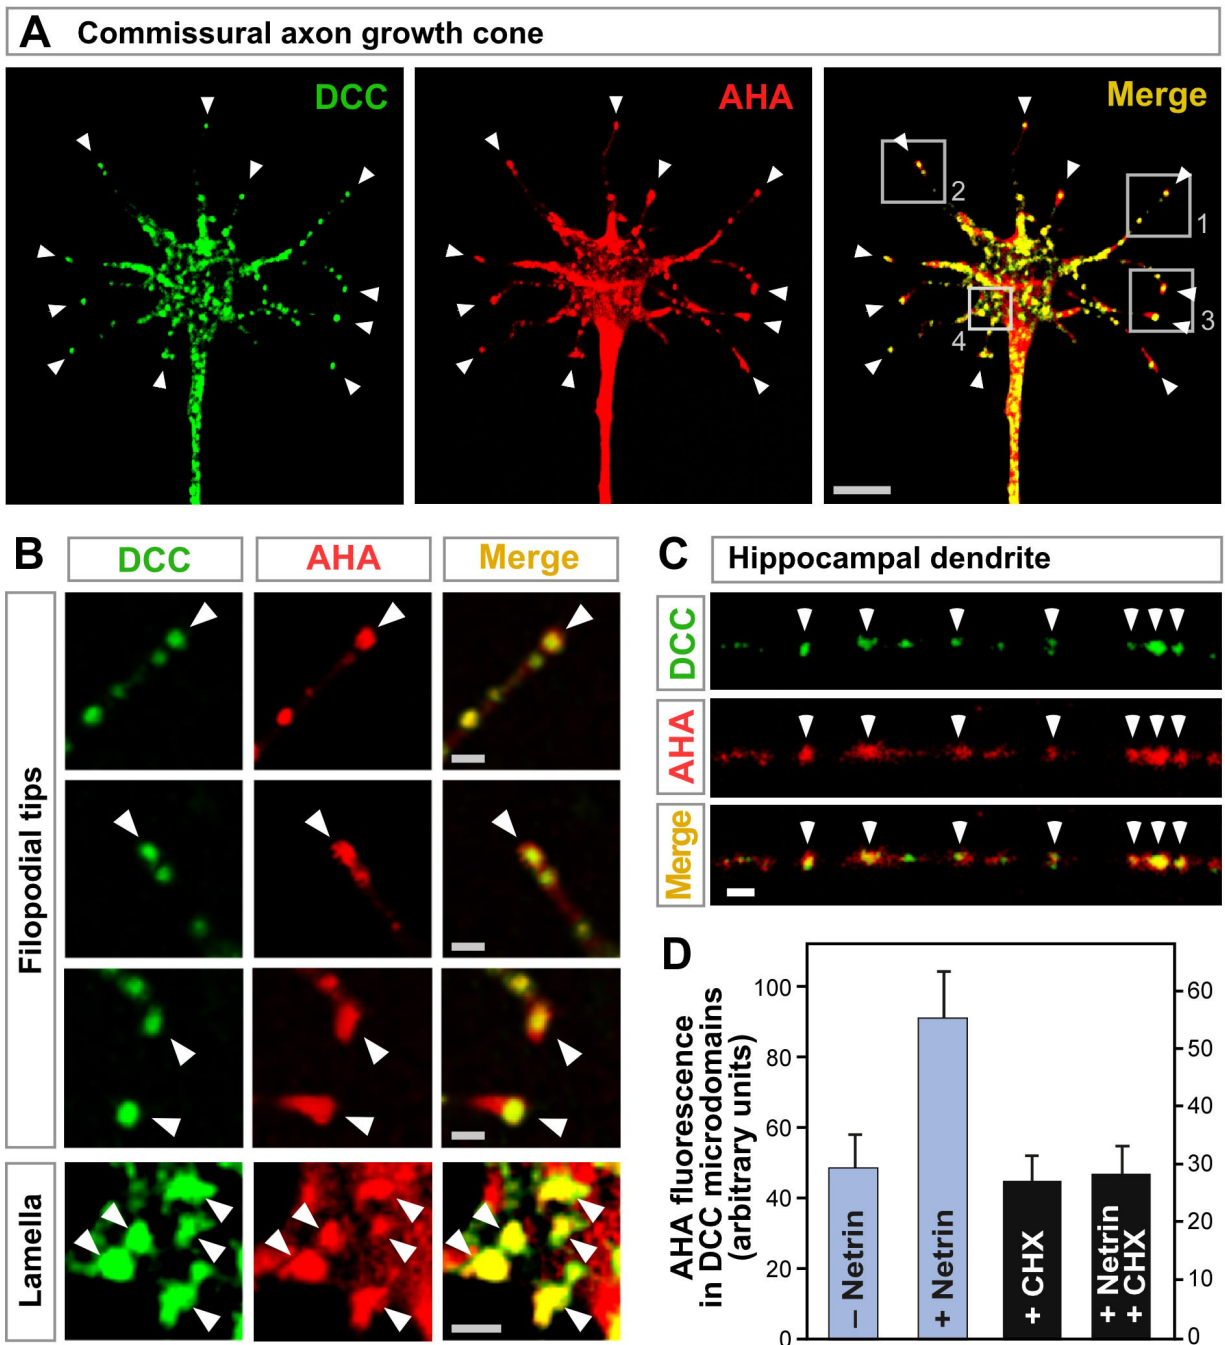 A Commissural axon growth cone
DCC
AHA
Merge
2
1
3
4
B
DCC
AHA
Merge
Filopodial tips
Lamella
C
Hippocampal dendrite
DCC
AHA
Merge
D
AHA fluorescence
in DCC microdomains
(arbitrary units)
100
80
60
40
20
0
– Netrin
+ Netrin
+ CHX
+ Netrin
+ CHX
60
50
40
30
20
10
0